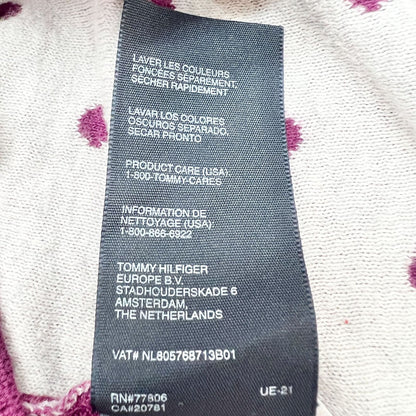 LAVER LES COULEURS
FONCÉES SÉPAREMENT,
SÉCHER RAPIDEMENT
LAVAR LOS COLORES
OSCUROS SEPARADO,
SECAR PRONTO
PRODUCT CARE (USA):
1-800-TOMMY-CARES
INFORMATION DE
NETTOYAGE (USA)
1-800-866-6922
TOMMY HILFIGER
EUROPE B.V.
STADHOUDERSKADE 6
AMSTERDAM,
THE NETHERLANDS
VAT# NL805768713B01
RN#77806
CA#20781
UE-21